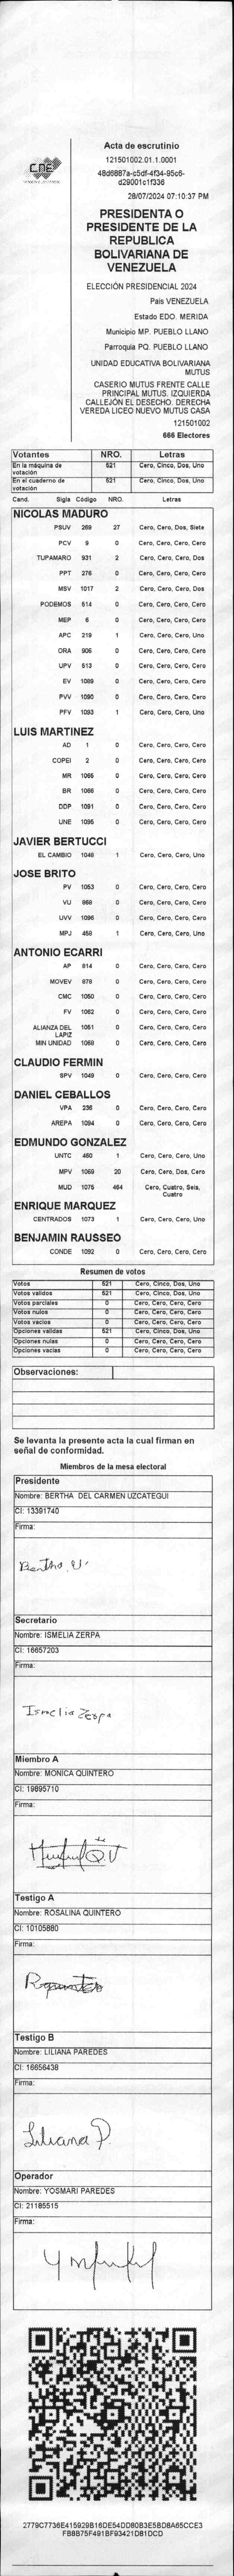 CNE
Acta de escrutinio
121501002.01.1.0001
48d6887a-c5df-4f34-95c6-
d29001c1f336
28/07/2024 07:10:37 PM
PRESIDENTA O
PRESIDENTE DE LA
REPUBLICA
BOLIVARIANA DE
VENEZUELA
ELECCIÓN PRESIDENCIAL 2024
País VENEZUELA
Estado EDO. MERIDA
Municipio MP. PUEBLO LLANO
Parroquia PQ. PUEBLO LLANO
UNIDAD EDUCATIVA BOLIVARIANA
MUTUS
CASERIO MUTUS FRENTE CALLE
PRINCIPAL MUTUS. IZQUIERDA
CALLEJÓN EL DESECHO. DERECHA
VEREDA LICEO NUEVO MUTUS CASA
121501002
666 Electores
Votantes NRO. Letras
En la máquina de votación 521 Cero, Cinco, Dos, Uno
En el cuaderno de votación 521 Cero, Cinco, Dos, Uno
Cand. Sigla Código NRO. Letras
NICOLAS MADURO
PSUV 269 27 Cero, Cero, Dos, Siete
PCV 9 0 Cero, Cero, Cero, Cero
TUPAMARO 931 2 Cero, Cero, Cero, Dos
PPT 276 0 Cero, Cero, Cero, Cero
MSV 1017 2 Cero, Cero, Cero, Dos
PODEMOS 514 0 Cero, Cero, Cero, Cero
MEP 6 0 Cero, Cero, Cero, Cero
APC 219 1 Cero, Cero, Cero, Uno
ORA 906 0 Cero, Cero, Cero, Cero
UPV 513 0 Cero, Cero, Cero, Cero
EV 1089 0 Cero, Cero, Cero, Cero
PVV 1090 0 Cero, Cero, Cero, Cero
PFV 1093 1 Cero, Cero, Cero, Uno
LUIS MARTINEZ
AD 1 0 Cero, Cero, Cero, Cero
COPEI 2 0 Cero, Cero, Cero, Cero
MR 1065 0 Cero, Cero, Cero, Cero
BR 1066 0 Cero, Cero, Cero, Cero
DDP 1091 0 Cero, Cero, Cero, Cero
UNE 1095 0 Cero, Cero, Cero, Cero
JAVIER BERTUCCI
EL CAMBIO 1048 1 Cero, Cero, Cero, Uno
JOSE BRITO
PV 1053 0 Cero, Cero, Cero, Cero
VU 868 0 Cero, Cero, Cero, Cero
UVV 1096 0 Cero, Cero, Cero, Cero
MPJ 458 1 Cero, Cero, Cero, Uno
ANTONIO ECARRI
AP 814 0 Cero, Cero, Cero, Cero
MOVEV 878 0 Cero, Cero, Cero, Cero
CMC 1050 0 Cero, Cero, Cero, Cero
FV 1062 0 Cero, Cero, Cero, Cero
ALIANZA DEL LAPIZ 1051 0 Cero, Cero, Cero, Cero
MIN UNIDAD 1068 0 Cero, Cero, Cero, Cero
CLAUDIO FERMIN
SPV 1049 0 Cero, Cero, Cero, Cero
DANIEL CEBALLOS
VPA 236 0 Cero, Cero, Cero, Cero
AREPA 1094 0 Cero, Cero, Cero, Cero
EDMUNDO GONZALEZ
UNTC 460 1 Cero, Cero, Cero, Uno
MPV 1069 20 Cero, Cero, Dos, Cero
MUD 1075 464 Cero, Cuatro, Seis, Cuatro
ENRIQUE MARQUEZ
CENTRADOS 1073 1 Cero, Cero, Cero, Uno
BENJAMIN RAUSSEO
CONDE 1092 0 Cero, Cero, Cero, Cero
Resumen de votos
Votos 521 Cero, Cinco, Dos, Uno
Votos validos 521 Cero, Cinco, Dos, Uno
Votos parciales 0 Cero, Cero, Cero, Cero
Votos nulos 0 Cero, Cero, Cero, Cero
Votos vacios 0 Cero, Cero, Cero, Cero
Opciones validas 521 Cero, Cinco, Dos, Uno
Opciones nulas 0 Cero, Cero, Cero, Cero
Opciones vacias 0 Cero, Cero, Cero, Cero
Observaciones:
Se levanta la presente acta la cual firman en
señal de conformidad.
Miembros de la mesa electoral
Presidente
Nombre: BERTHA DEL CARMEN UZCATEGUI
CI: 13391740
Firma:
Bertha U.
Secretario
Nombre: ISMELIA ZERPA
CI: 16657203
Firma:
Ismelia Zerpa
Miembro A
Nombre: MONICA QUINTERO
CI: 19895710
Firma:
Testigo A
Nombre: ROSALINA QUINTERO
CI: 10105880
Firma:
Testigo B
Nombre: LILIANA PAREDES
CI: 16656438
Firma:
Liliana P.
Operador
Nombre: YOSMARI PAREDES
CI: 21185515
Firma:
2779C7736E415929B16DE54DD80B3E5BD8A65CCE3
FB8B75F491BF93421D81DCD